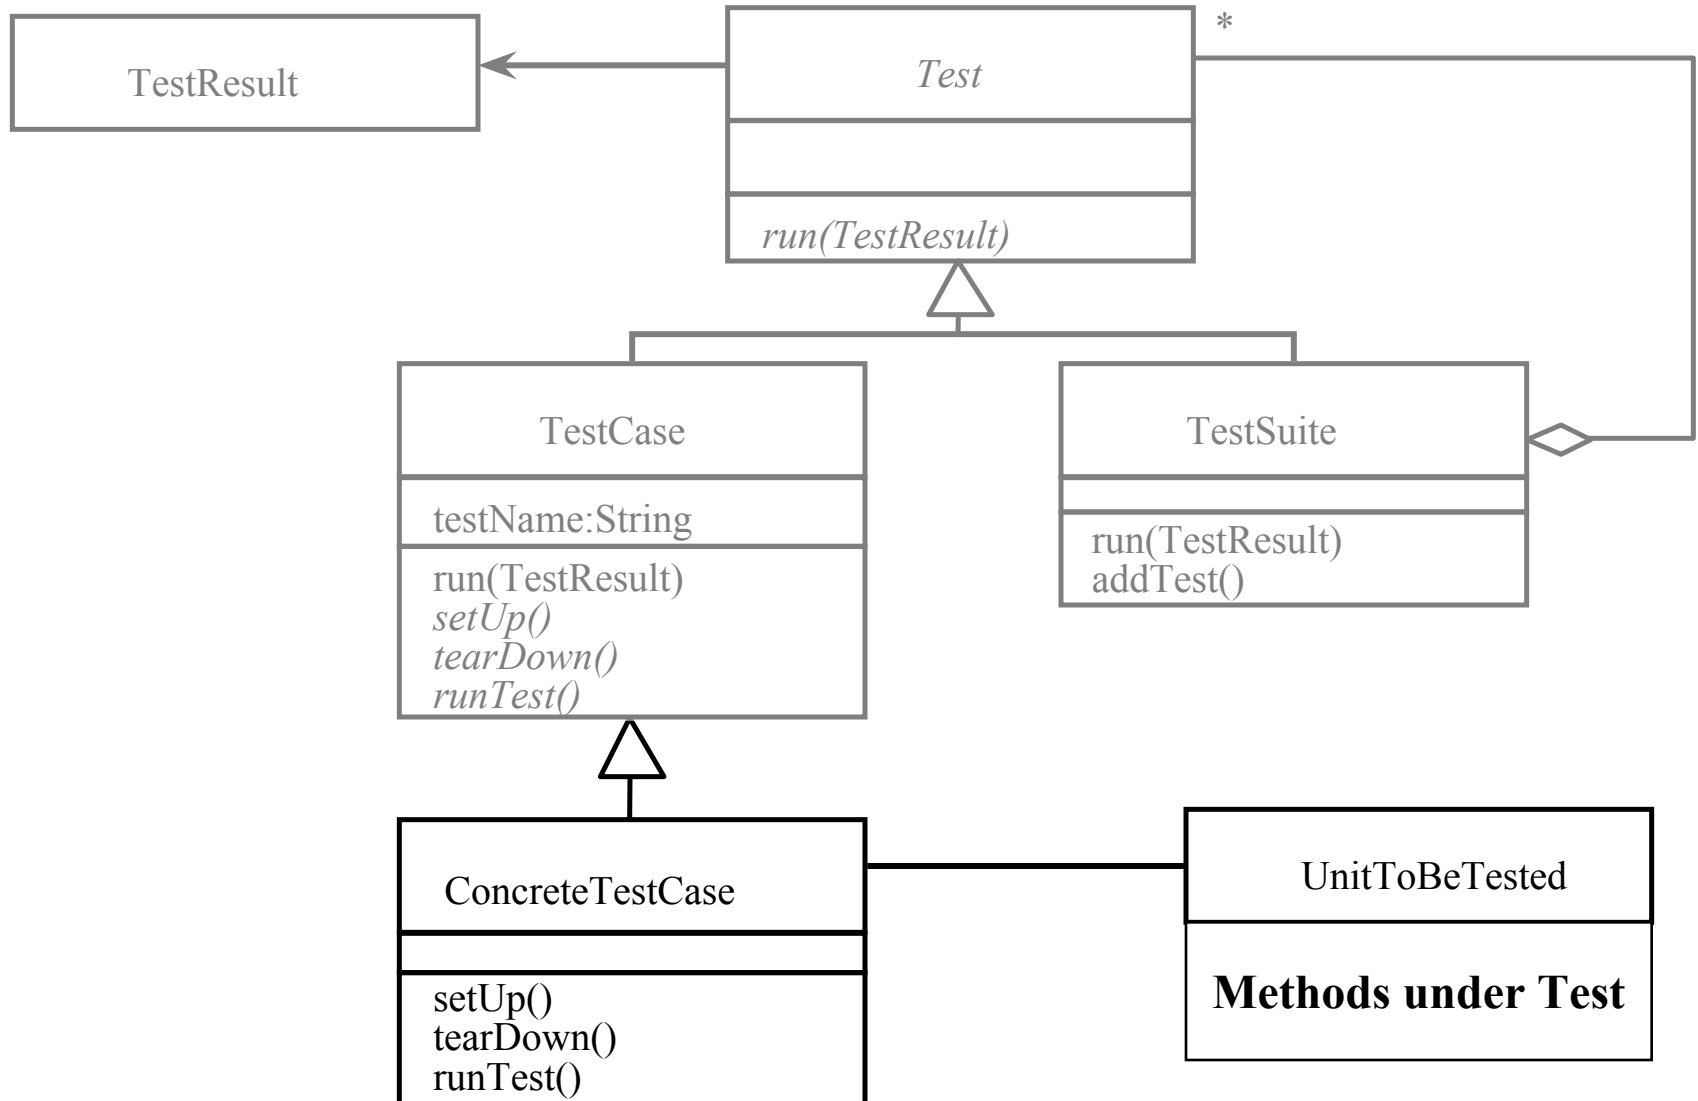 TestResult
Test
*
run(TestResult)
TestCase
testName:String
run(TestResult)
setUp()
tearDown()
runTest()
TestSuite
run(TestResult)
addTest()
ConcreteTestCase
setUp()
tearDown()
runTest()
UnitToBeTested
Methods under Test